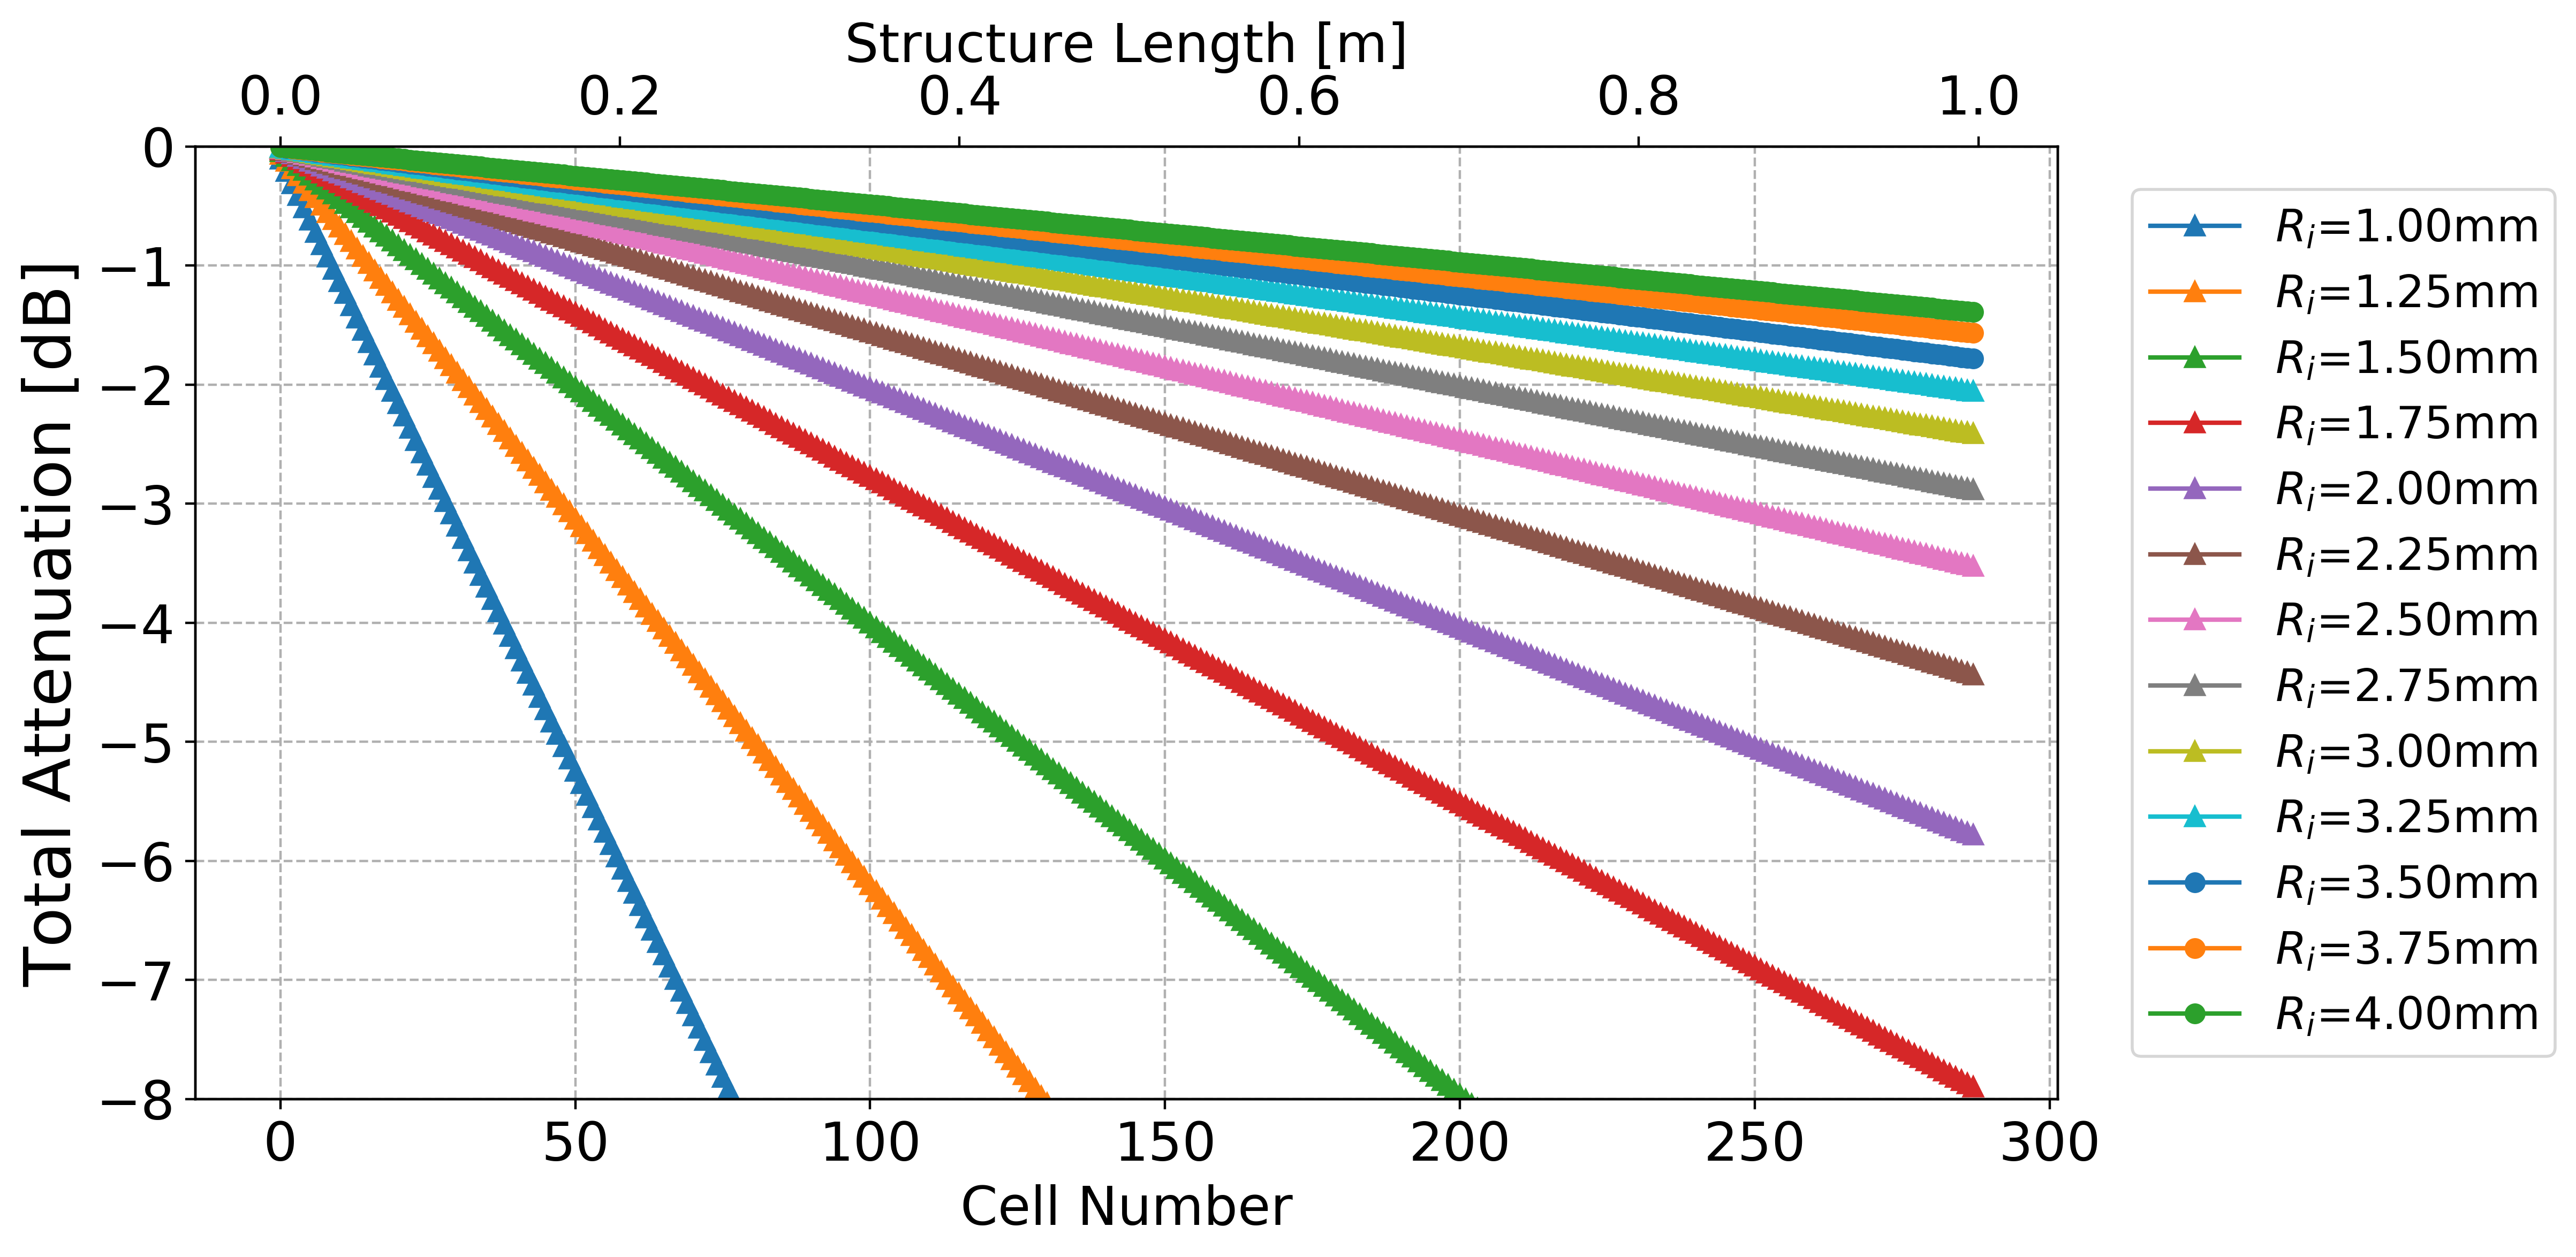 Structure Length [m]
0.0 0.2 0.4 0.6 0.8 1.0
Total Attenuation [dB]
0
−1
−2
−3
−4
−5
−6
−7
−8
0 50 100 150 200 250 300
Cell Number
R_i=1.00mm
R_i=1.25mm
R_i=1.50mm
R_i=1.75mm
R_i=2.00mm
R_i=2.25mm
R_i=2.50mm
R_i=2.75mm
R_i=3.00mm
R_i=3.25mm
R_i=3.50mm
R_i=3.75mm
R_i=4.00mm